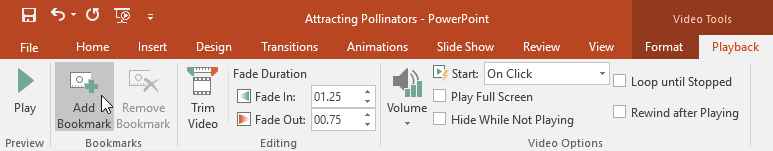 Attracting Pollinators - PowerPoint
Video Tools
File Home Insert Design Transitions Animations Slide Show Review View Format Playback
Play
Preview
Add
Bookmark
Remove
Bookmark
Bookmarks
Trim
Video
Fade Duration
Fade In: 01.25
Fade Out: 00.75
Editing
Volume
Start: On Click
Play Full Screen
Hide While Not Playing
Loop until Stopped
Rewind after Playing
Video Options